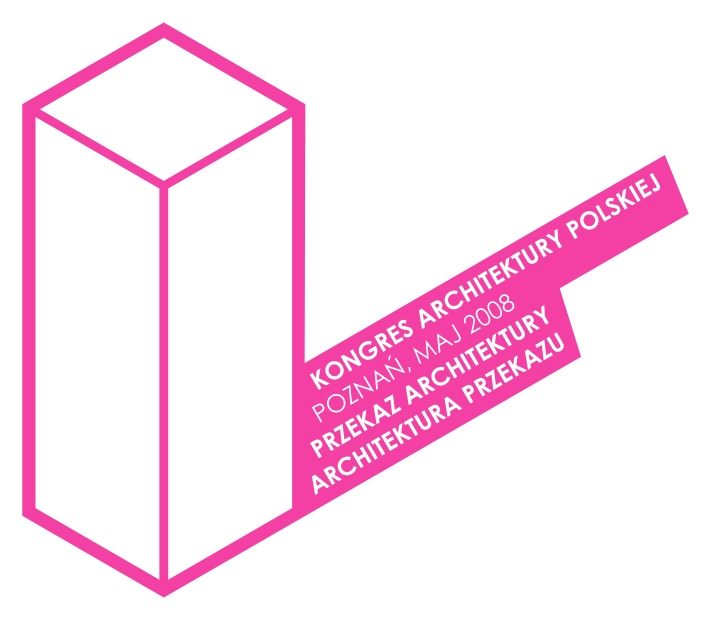 KONGRES ARCHITEKTURY POLSKIEJ
POZNAŃ, MAJ 2008
PRZEKAZ ARCHITEKTURY
ARCHITEKTURA PRZEKAZU